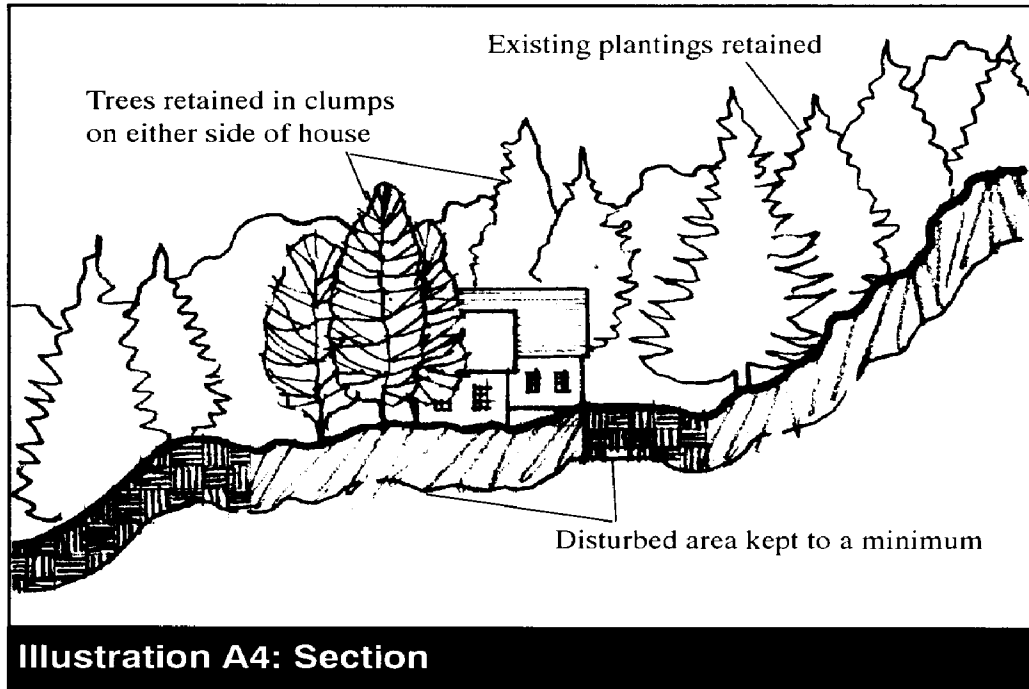 Existing plantings retained
Trees retained in clumps
on either side of house
Disturbed area kept to a minimum
Illustration A4: Section